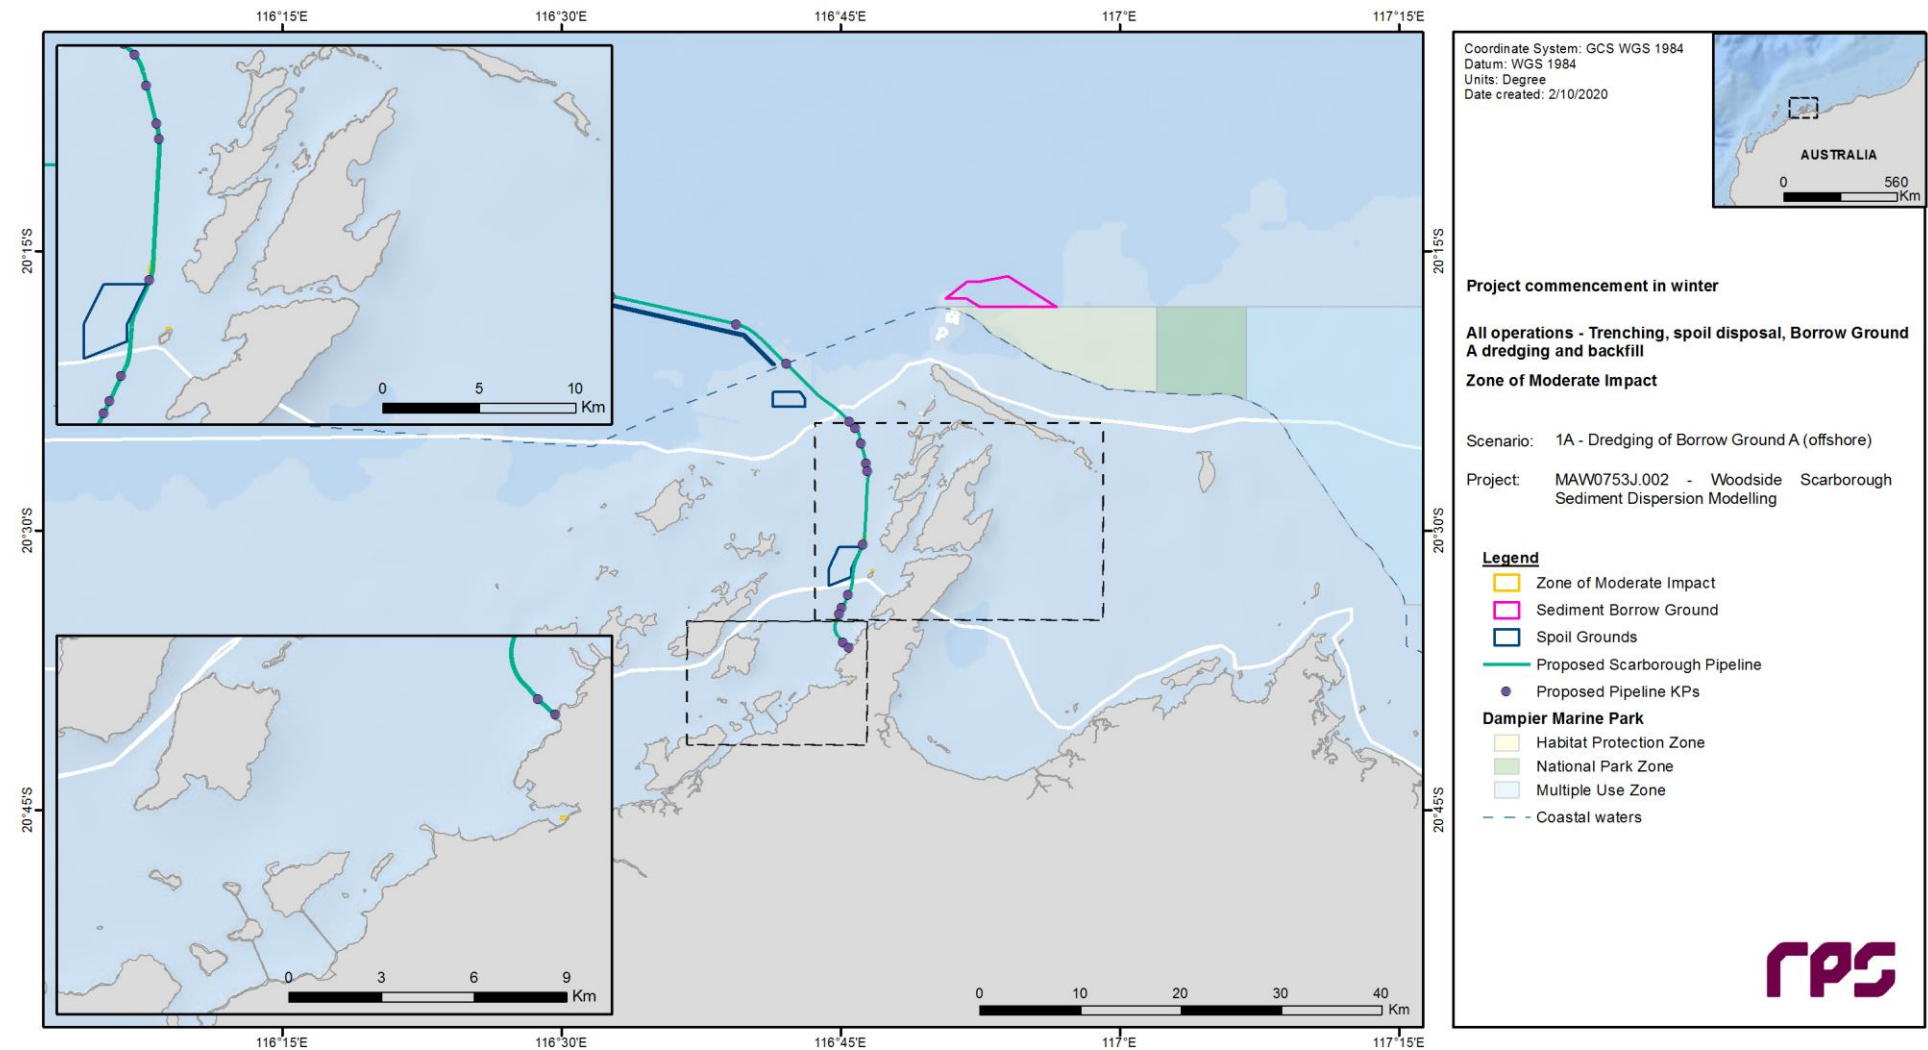 116°15'E
116°30'E
116°45'E
117°E
117°15'E
20°15'S
20°30'S
20°45'S
0 5 10
Km
0 3 6 9
Km
0 10 20 30 40
Km
20°15'S
20°30'S
20°45'S
116°15'E
116°30'E
116°45'E
117°E
117°15'E
Coordinate System: GCS WGS 1984
Datum: WGS 1984
Units: Degree
Date created: 2/10/2020
AUSTRALIA
0 560
Km
Project commencement in winter
All operations - Trenching, spoil disposal, Borrow Ground
A dredging and backfill
Zone of Moderate Impact
Scenario: 1A - Dredging of Borrow Ground A (offshore)
Project: MAW0753J.002 - Woodside Scarborough
Sediment Dispersion Modelling
Legend
Zone of Moderate Impact
Sediment Borrow Ground
Spoil Grounds
Proposed Scarborough Pipeline
Proposed Pipeline KPs
Dampier Marine Park
Habitat Protection Zone
National Park Zone
Multiple Use Zone
Coastal waters
rps